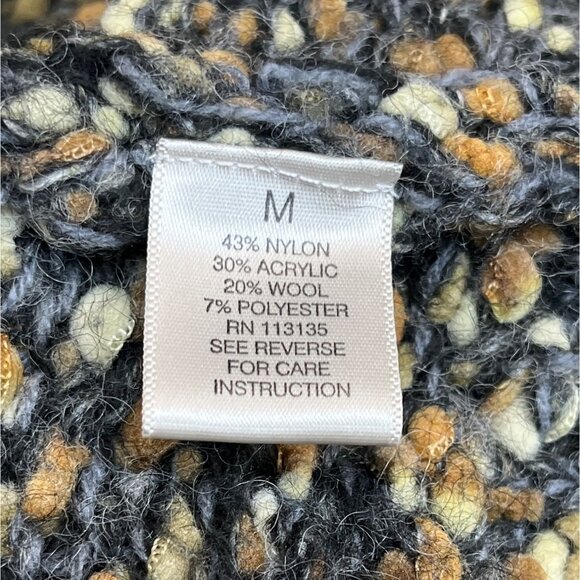 M
43% NYLON
30% ACRYLIC
20% WOOL
7% POLYESTER
RN 113135
SEE REVERSE
FOR CARE
INSTRUCTION